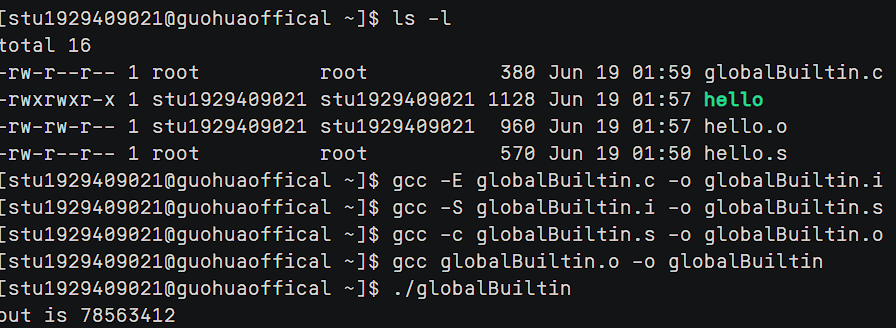 [stu1929409021@guohuaoffical ~]$ ls -l
total 16
-rw-r--r-- 1 root          root           380 Jun 19 01:59 globalBuiltin.c
-rwxrwxr-x 1 stu1929409021 stu1929409021 1128 Jun 19 01:57 hello
-rw-rw-r-- 1 stu1929409021 stu1929409021  960 Jun 19 01:57 hello.o
-rw-r--r-- 1 root          root           570 Jun 19 01:50 hello.s
[stu1929409021@guohuaoffical ~]$ gcc -E globalBuiltin.c -o globalBuiltin.i
[stu1929409021@guohuaoffical ~]$ gcc -S globalBuiltin.i -o globalBuiltin.s
[stu1929409021@guohuaoffical ~]$ gcc -c globalBuiltin.s -o globalBuiltin.o
[stu1929409021@guohuaoffical ~]$ gcc globalBuiltin.o -o globalBuiltin
[stu1929409021@guohuaoffical ~]$ ./globalBuiltin
out is 78563412